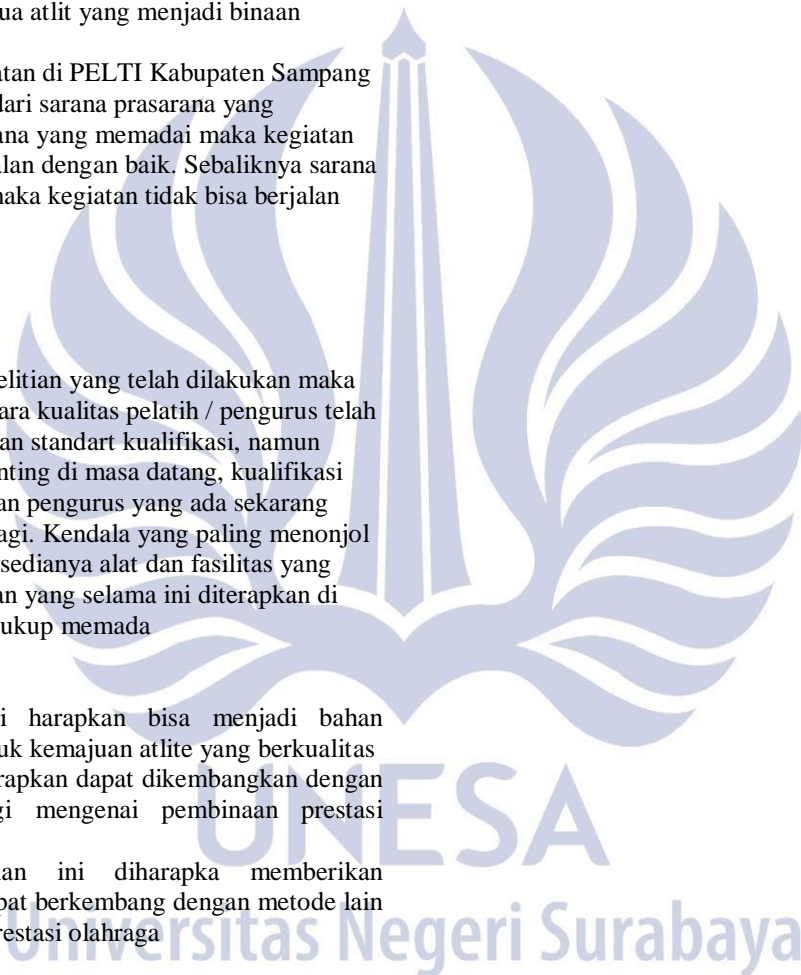 ua atlit yang menjadi binaan
atan di PELTI Kabupaten Sampang
dari sarana prasarana yang
ana yang memadai maka kegiatan
alan dengan baik. Sebaliknya sarana
maka kegiatan tidak bisa berjalan
elitian yang telah dilakukan maka
ara kualitas pelatih / pengurus telah
an standart kualifikasi, namun
nting di masa datang, kualifikasi
an pengurus yang ada sekarang
agi. Kendala yang paling menonjol
sedianya alat dan fasilitas yang
an yang selama ini diterapkan di
ukup memada
i harapkan bisa menjadi bahan
uk kemajuan atlite yang berkualitas
rapkan dapat dikembangkan dengan
gi mengenai pembinaan prestasi
an ini diharapka memberikan
pat berkembang dengan metode lain
restasi olahraga
UNESA
Universitas Negeri Surabaya